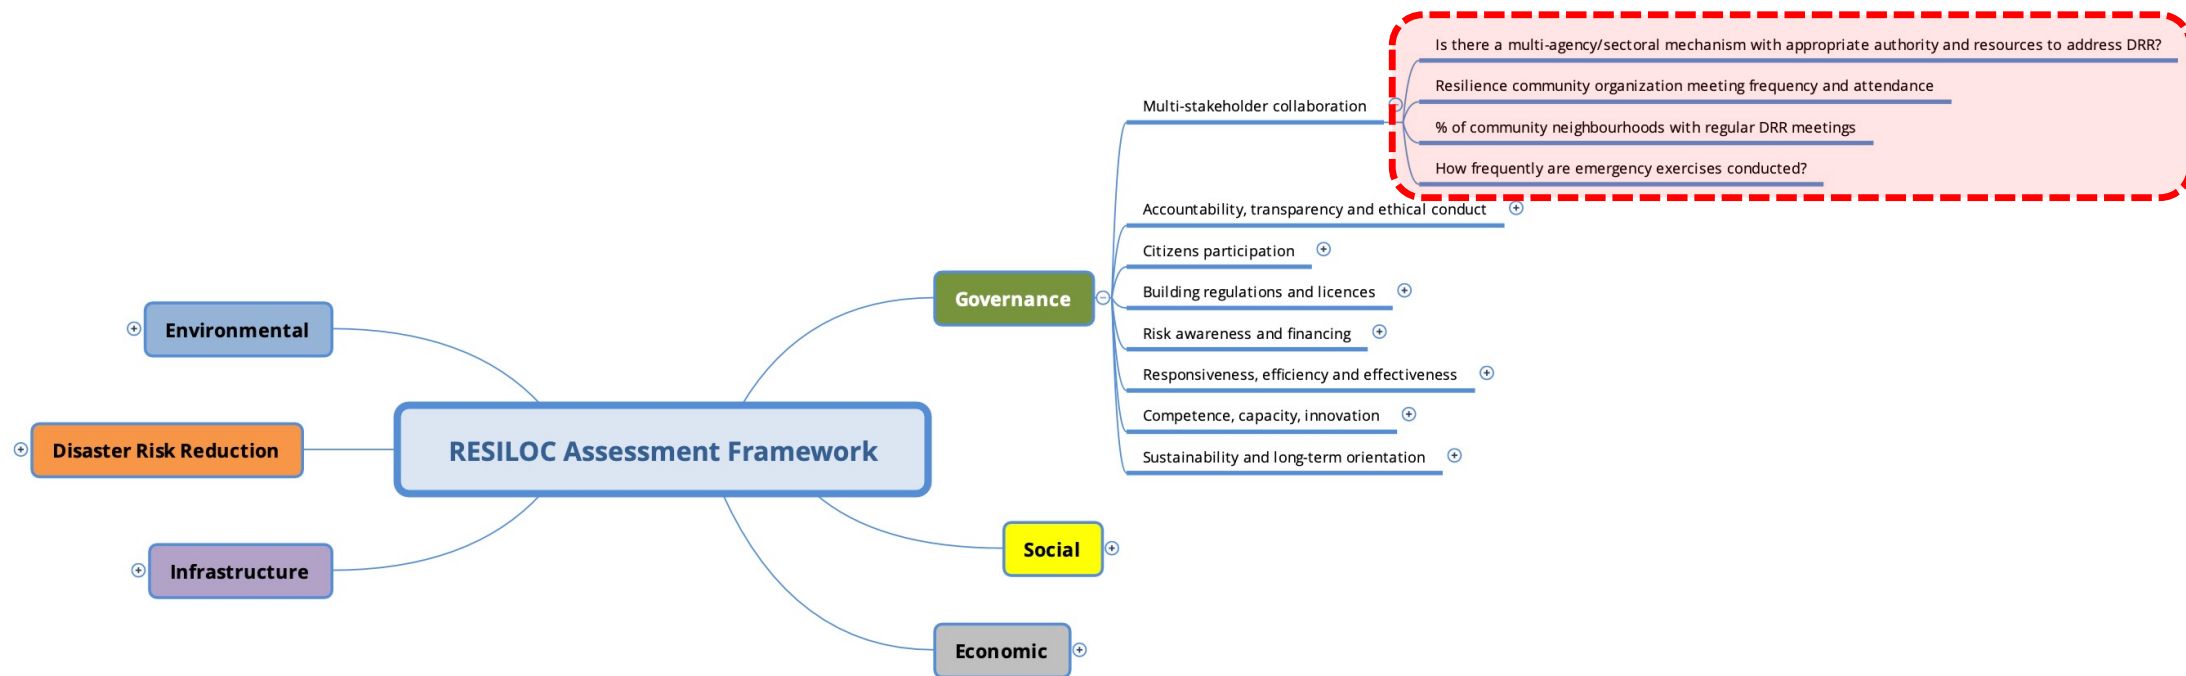 Is there a multi-agency/sectoral mechanism with appropriate authority and resources to address DRR?
Resilience community organization meeting frequency and attendance
Multi-stakeholder collaboration
% of community neighbourhoods with regular DRR meetings
How frequently are emergency exercises conducted?
Accountability, transparency and ethical conduct
Citizens participation
Building regulations and licences
Governance
Risk awareness and financing
Responsiveness, efficiency and effectiveness
Competence, capacity, innovation
Sustainability and long-term orientation
Environmental
Disaster Risk Reduction
RESILOC Assessment Framework
Infrastructure
Social
Economic